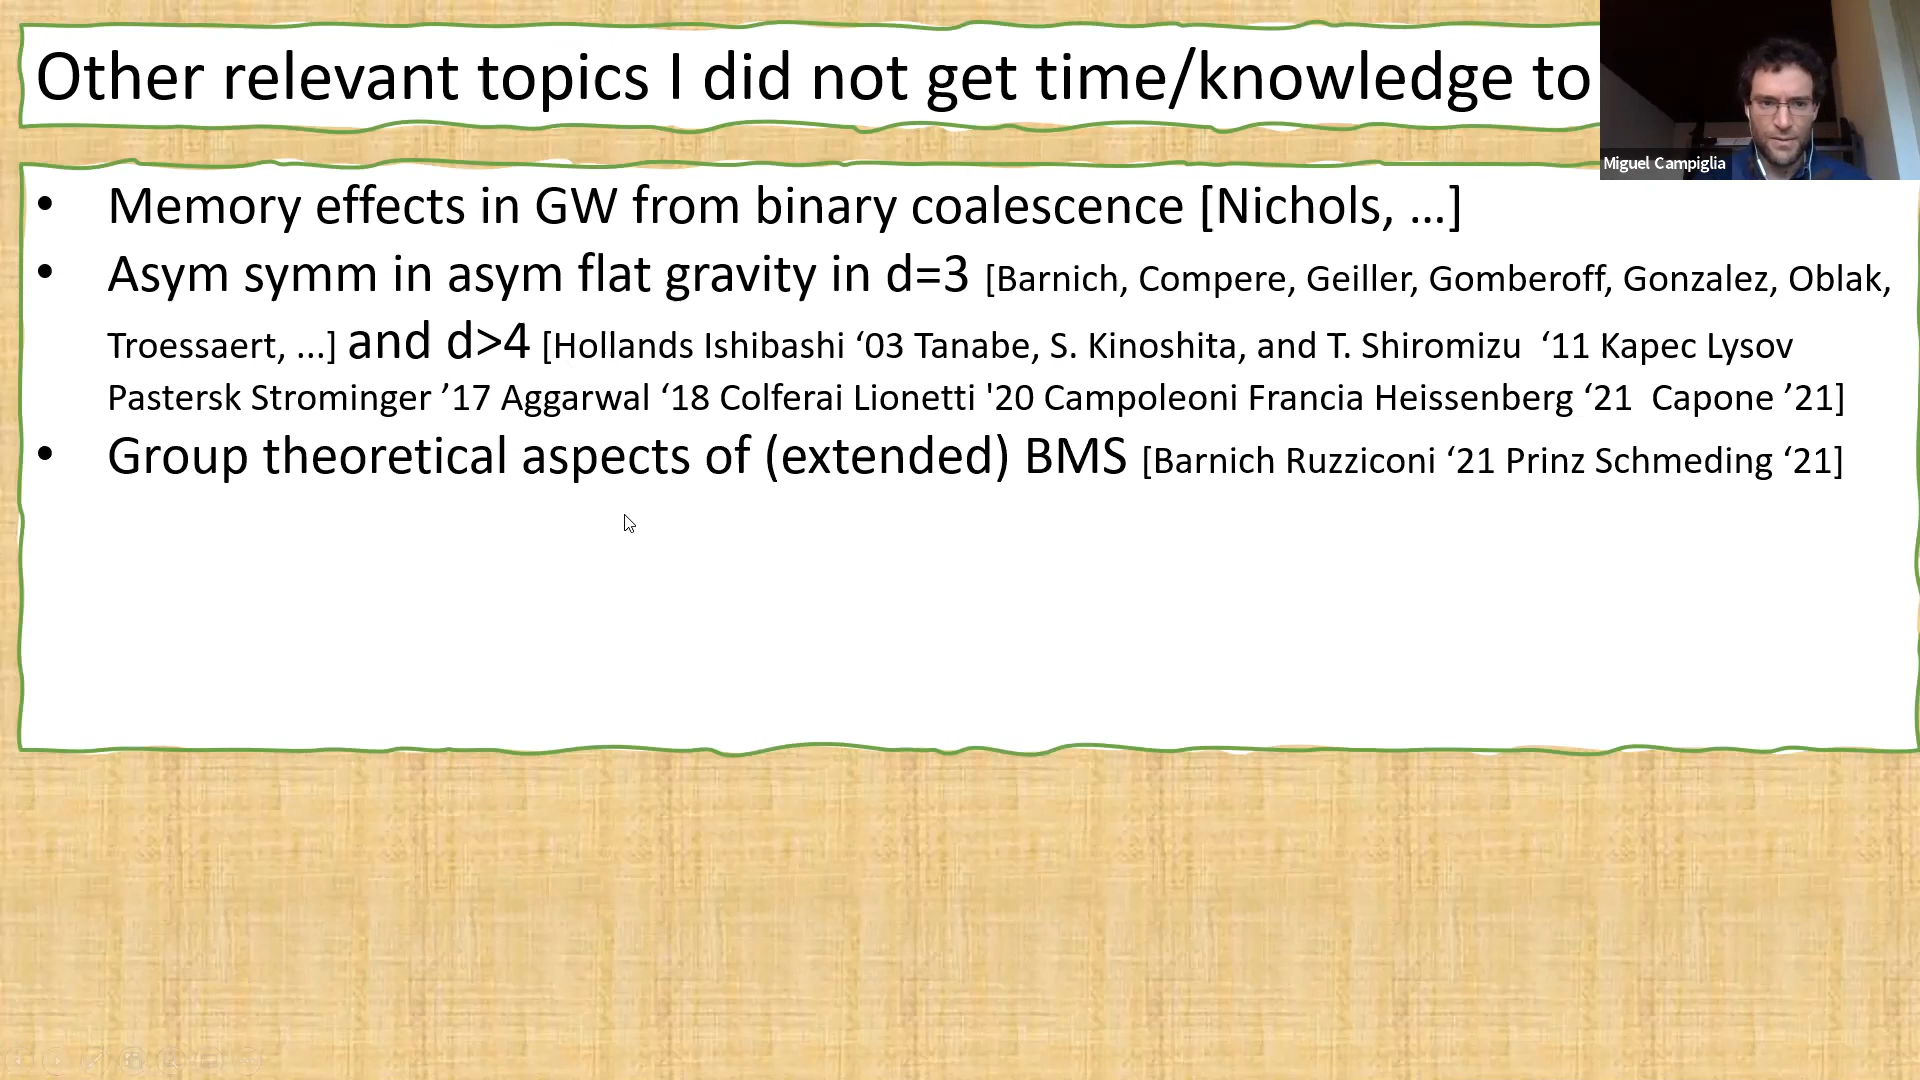 Other relevant topics I did not get time/knowledge to
Miguel Campiglia
• Memory effects in GW from binary coalescence [Nichols, ...]
• Asym symm in asym flat gravity in d=3 [Barnich, Compere, Geiller, Gomberoff, Gonzalez, Oblak,
Troessaert, ...] and d>4 [Hollands Ishibashi ‘03 Tanabe, S. Kinoshita, and T. Shiromizu ‘11 Kapec Lysov
Pastersk Strominger ’17 Aggarwal ‘18 Colferai Lionetti '20 Campoleoni Francia Heissenberg ‘21 Capone ’21]
• Group theoretical aspects of (extended) BMS [Barnich Ruzziconi ‘21 Prinz Schmeding ‘21]